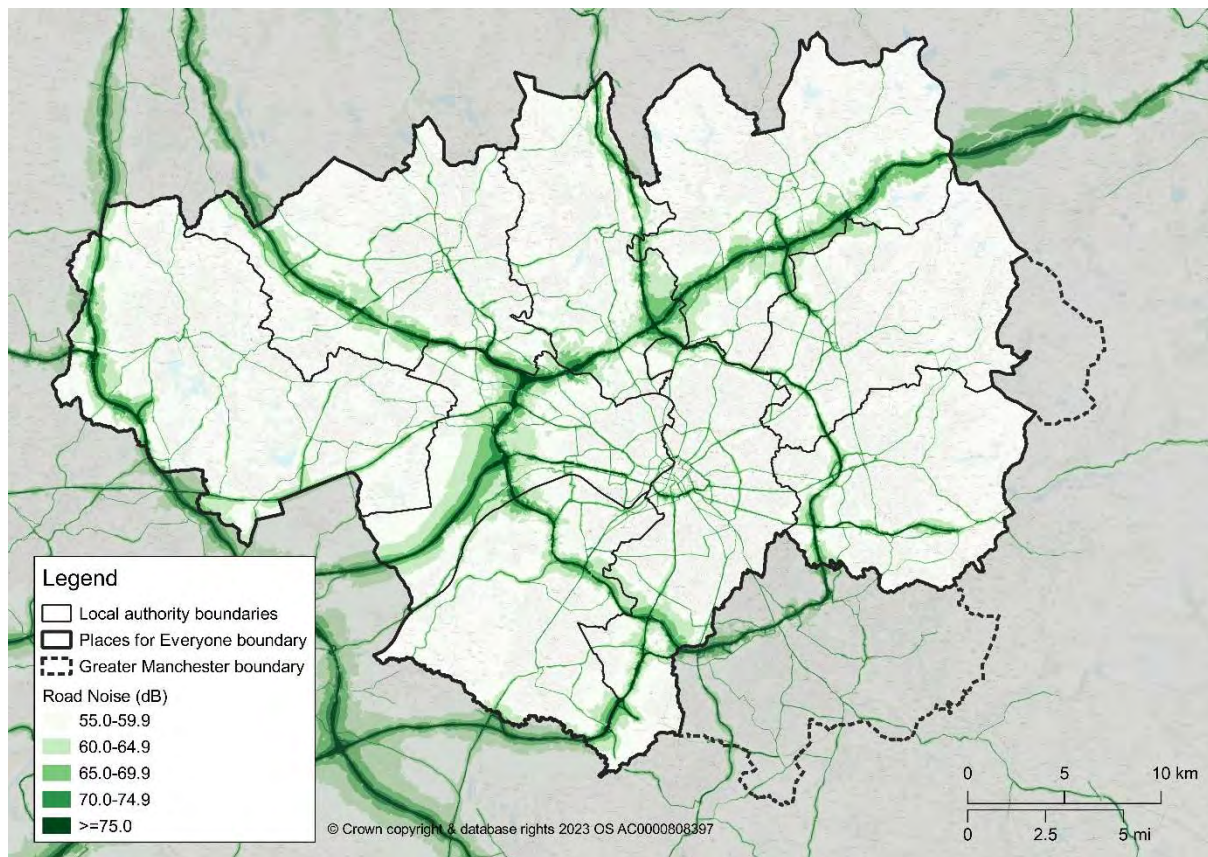 Legend
Local authority boundaries
Places for Everyone boundary
Greater Manchester boundary
Road Noise (dB)
55.0-59.9
60.0-64.9
65.0-69.9
70.0-74.9
>=75.0
© Crown copyright & database rights 2023 OS AC0000808397
0 5 10 km
0 2.5 5 mi